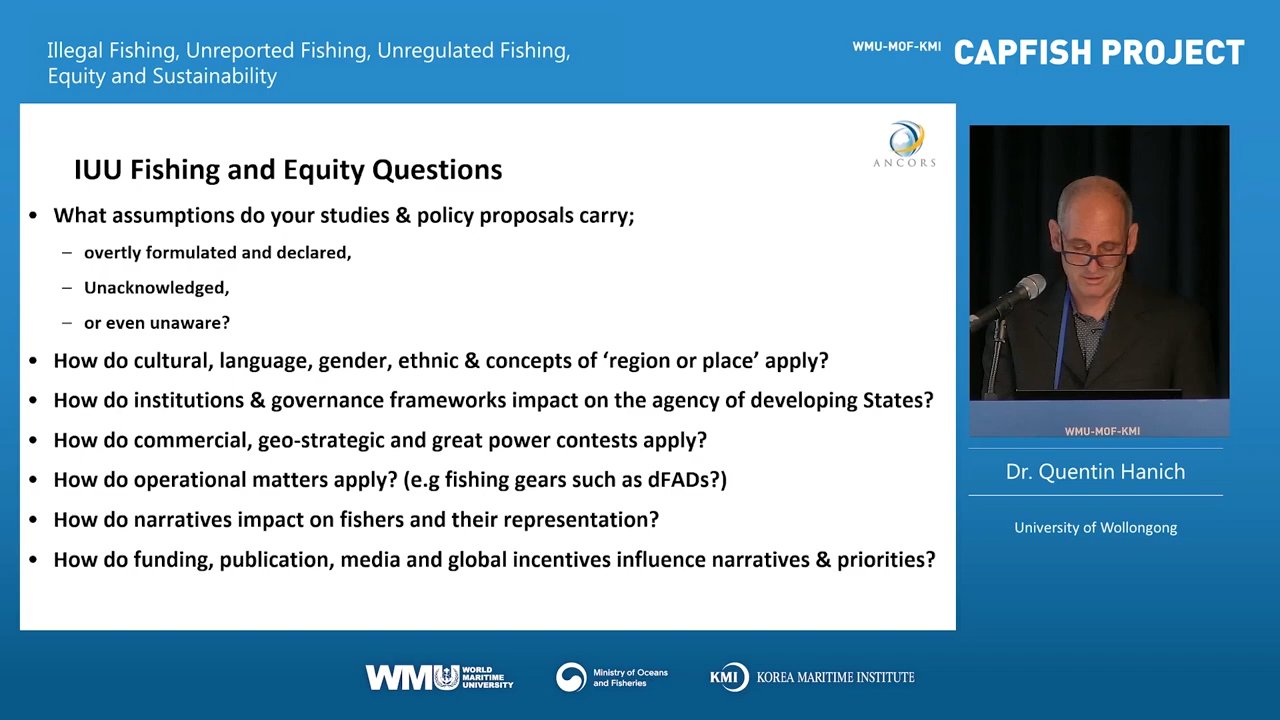 Illegal Fishing, Unreported Fishing, Unregulated Fishing,
Equity and Sustainability
WMU-MOF-KMI CAPFISH PROJECT
ANCORS
IUU Fishing and Equity Questions
• What assumptions do your studies & policy proposals carry;
– overtly formulated and declared,
– Unacknowledged,
– or even unaware?
• How do cultural, language, gender, ethnic & concepts of ‘region or place’ apply?
• How do institutions & governance frameworks impact on the agency of developing States?
• How do commercial, geo-strategic and great power contests apply?
• How do operational matters apply? (e.g fishing gears such as dFADs?)
• How do narratives impact on fishers and their representation?
• How do funding, publication, media and global incentives influence narratives & priorities?
WMU-MOF-KMI
Dr. Quentin Hanich
University of Wollongong
WMU WORLD
MARITIME
UNIVERSITY
Ministry of Oceans
and Fisheries
KMI KOREA MARITIME INSTITUTE